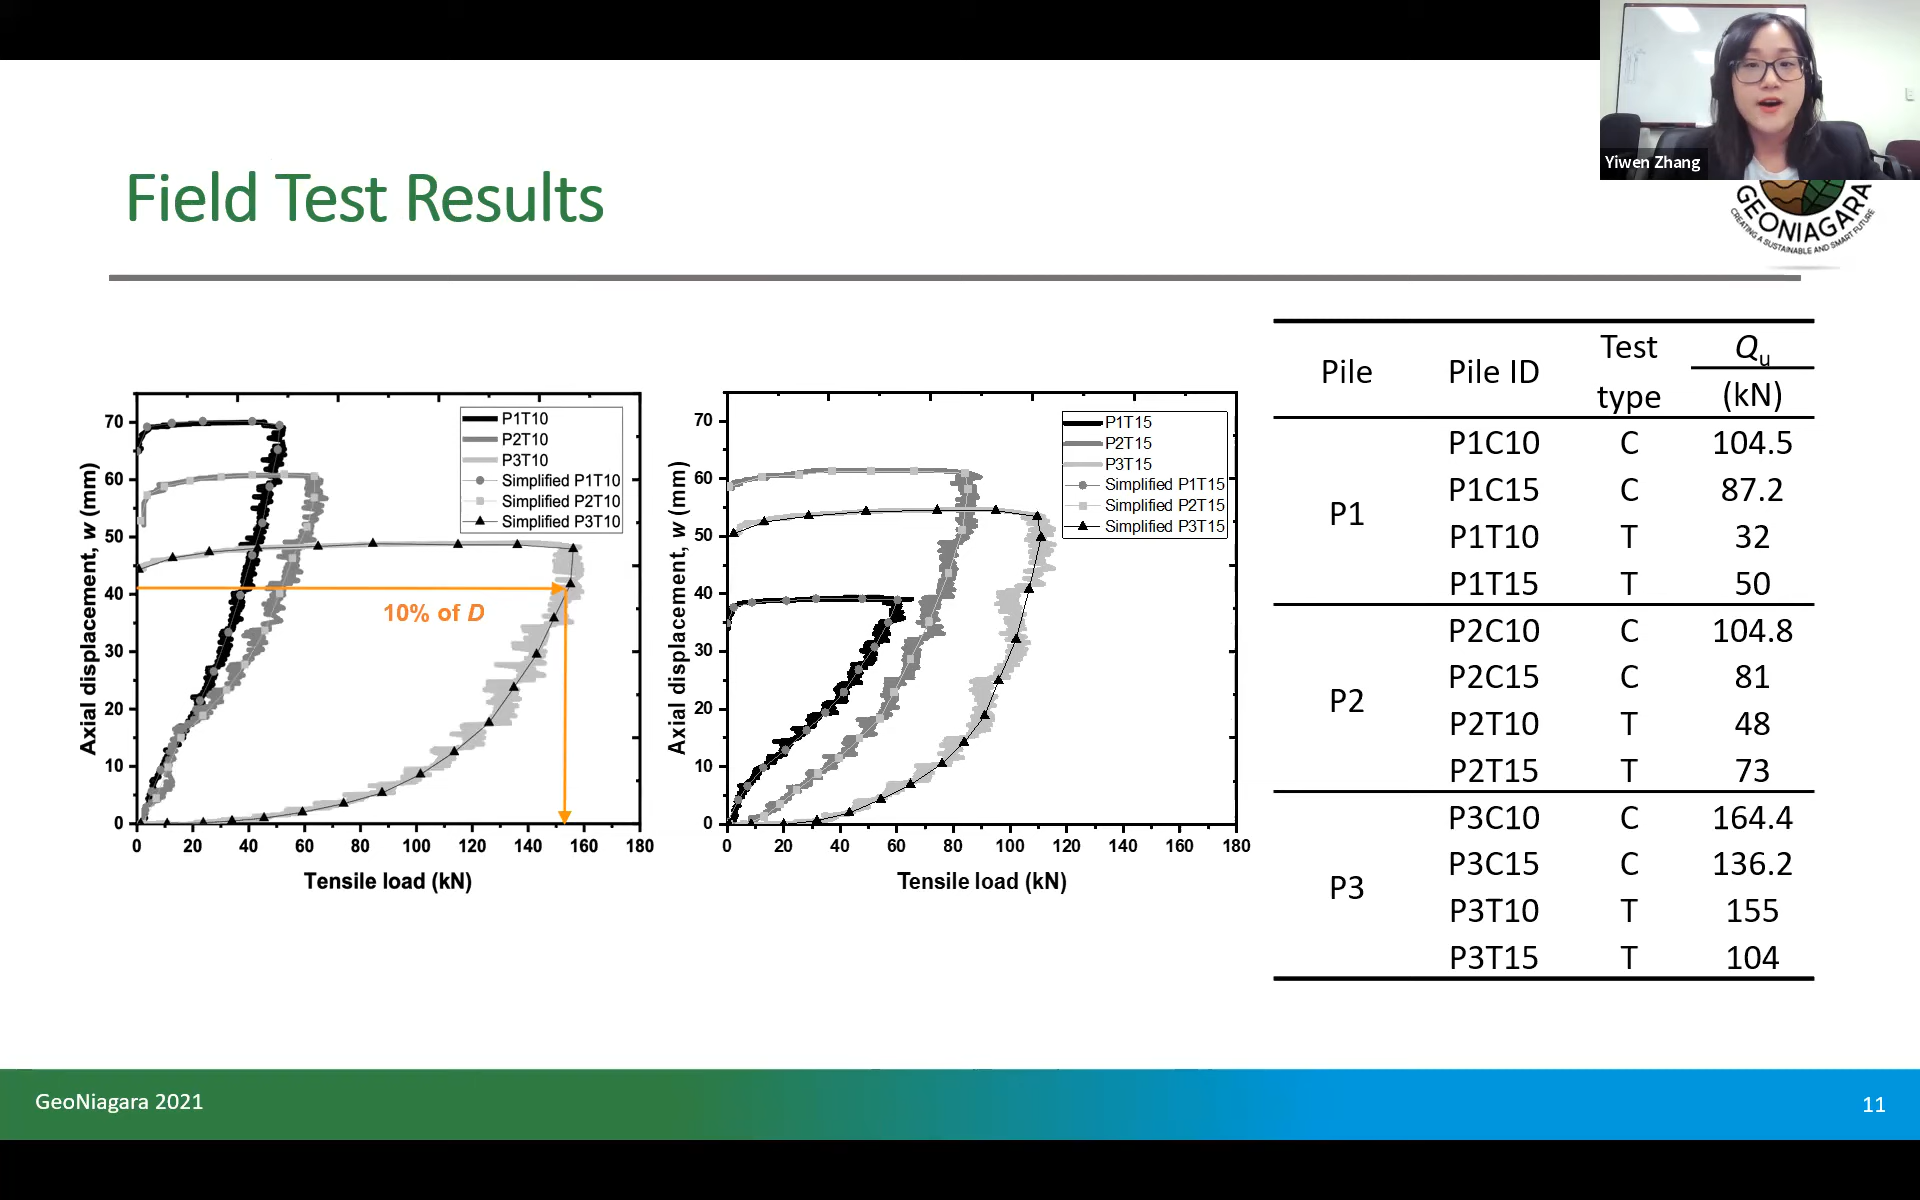 Yiwen Zhang
GEONIAGARA
CREATING A SUSTAINABLE AND SMART FUTURE
Field Test Results
70
60
50
40
30
20
10
0
Axial displacement, w (mm)
P1T10
P2T10
P3T10
Simplified P1T10
Simplified P2T10
Simplified P3T10
10% of D
0 20 40 60 80 100 120 140 160 180
Tensile load (kN)
70
60
50
40
30
20
10
0
Axial displacement, w (mm)
P1T15
P2T15
P3T15
Simplified P1T15
Simplified P2T15
Simplified P3T15
0 20 40 60 80 100 120 140 160 180
Tensile load (kN)
Pile Pile ID Test type Qu (kN)
P1
P1C10 C 104.5
P1C15 C 87.2
P1T10 T 32
P1T15 T 50
P2
P2C10 C 104.8
P2C15 C 81
P2T10 T 48
P2T15 T 73
P3
P3C10 C 164.4
P3C15 C 136.2
P3T10 T 155
P3T15 T 104
GeoNiagara 2021
11